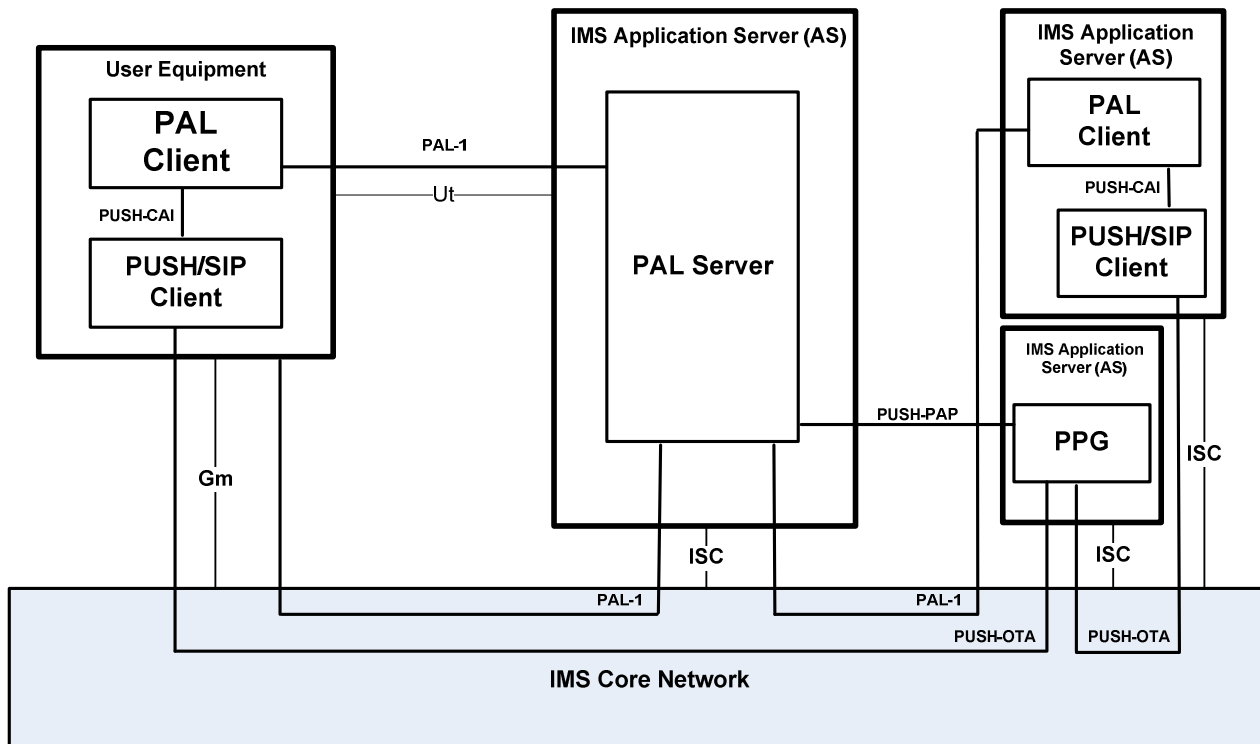 User Equipment
PAL
Client
PUSH-CAI
PUSH/SIP
Client
PAL-1
Ut
IMS Application Server (AS)
PAL Server
IMS Application
Server (AS)
PAL
Client
PUSH-CAI
PUSH/SIP
Client
IMS Application
Server (AS)
PUSH-PAP
PPG
ISC
Gm
ISC
ISC
PAL-1
PAL-1
PUSH-OTA
PUSH-OTA
IMS Core Network